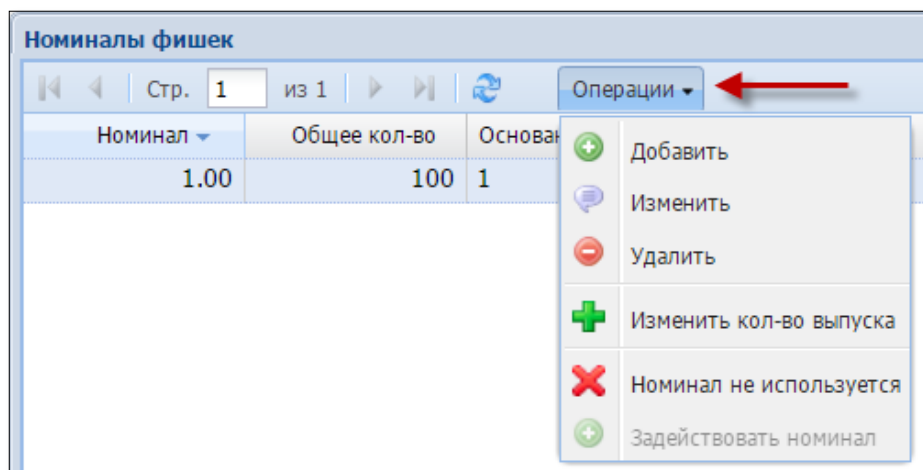 Номиналы фишек
Стр. 1 из 1 Операции
Номинал Общее кол-во
1.00 100 1
Добавить
Изменить
Удалить
Изменить кол-во выпуска
Номинал не используется
Задействовать номинал